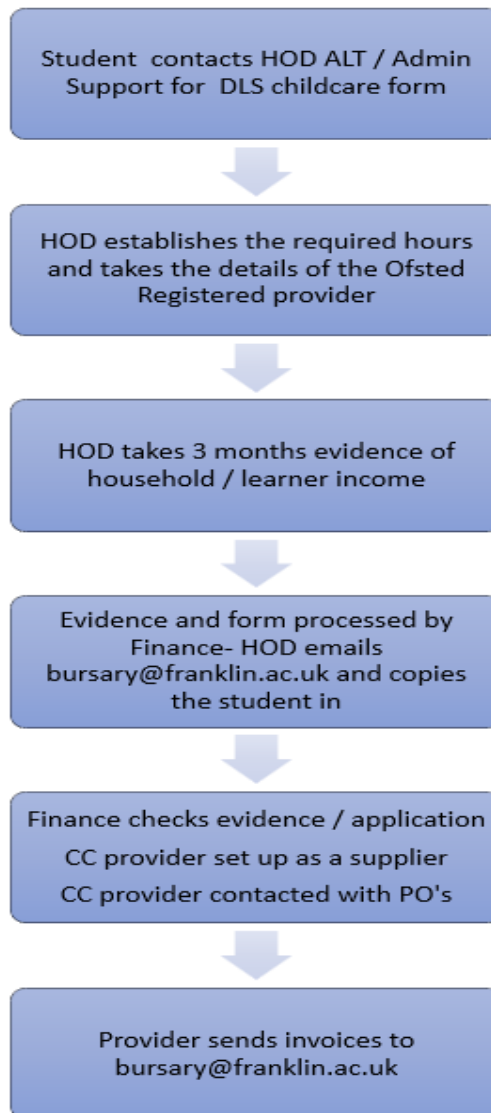 Student contacts HOD ALT / Admin
Support for DLS childcare form
HOD establishes the required hours
and takes the details of the Ofsted
Registered provider
HOD takes 3 months evidence of
household / learner income
Evidence and form processed by
Finance- HOD emails
bursary@franklin.ac.uk and copies
the student in
Finance checks evidence / application
CC provider set up as a supplier
CC provider contacted with PO's
Provider sends invoices to
bursary@franklin.ac.uk